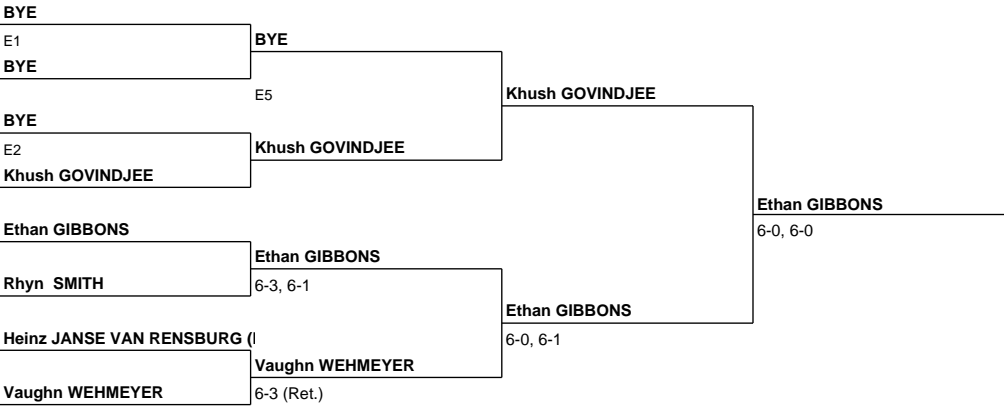 BYE
E1
BYE
BYE
E5
Khush GOVINDJEE
BYE
E2
Khush GOVINDJEE
Khush GOVINDJEE
Ethan GIBBONS
6-0, 6-0
Ethan GIBBONS
Ethan GIBBONS
Rhyn SMITH
6-3, 6-1
Ethan GIBBONS
6-0, 6-1
Heinz JANSE VAN RENSBURG (
Vaughn WEHMEYER
Vaughn WEHMEYER
6-3 (Ret.)